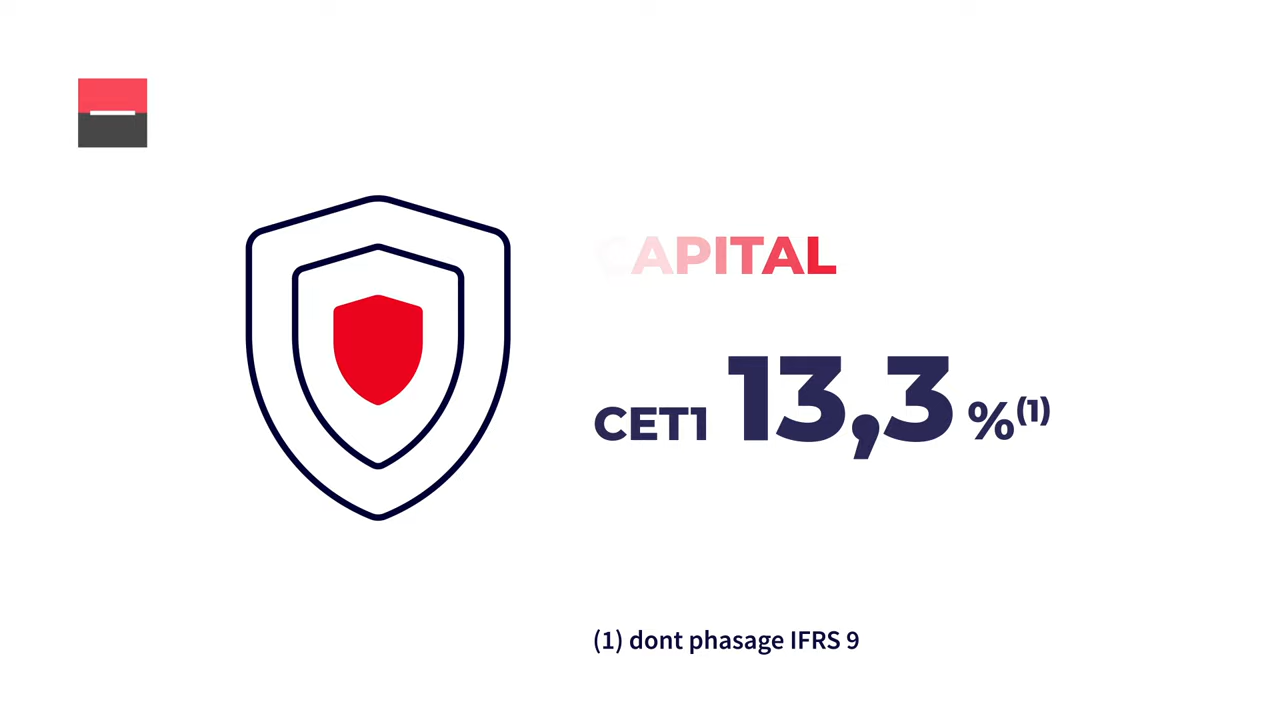 CAPITAL
CET1 13,3 %(1)
(1) dont phasage IFRS 9